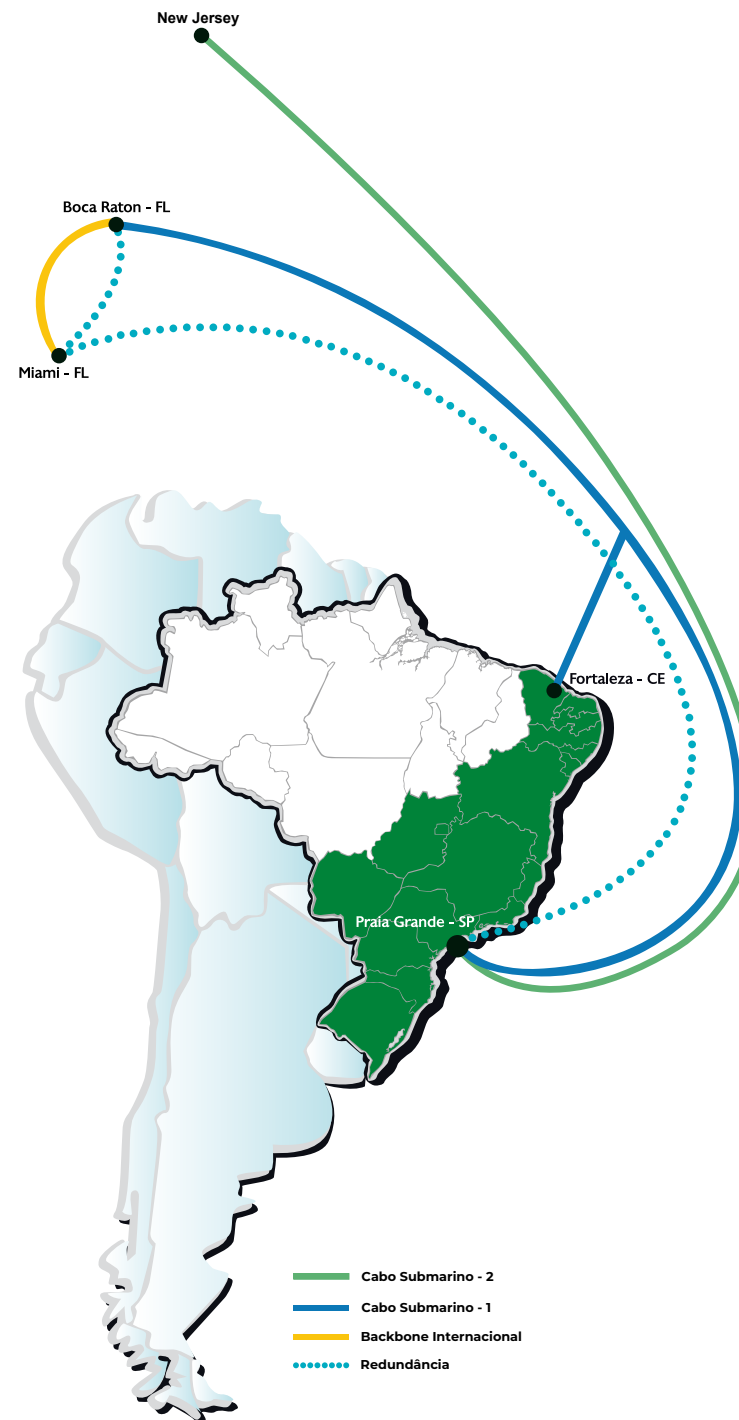 New Jersey
Boca Raton - FL
Miami - FL
Fortaleza - CE
Praia Grande - SP
Cabo Submarino - 2
Cabo Submarino - 1
Backbone Internacional
Redundância